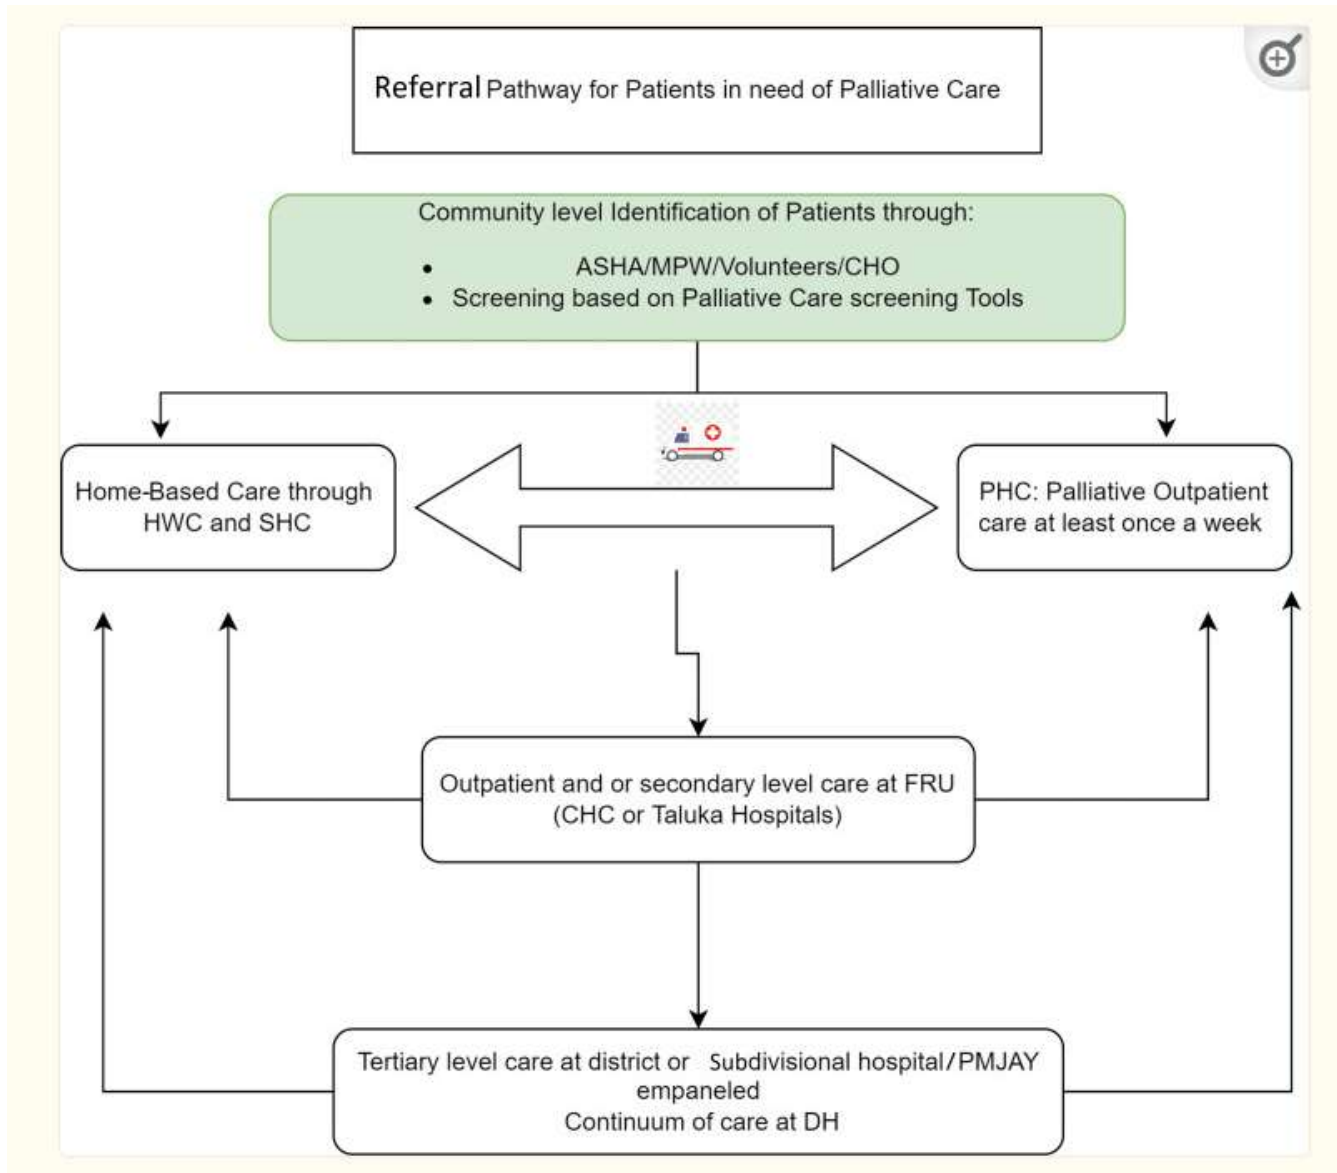 Referral Pathway for Patients in need of Palliative Care
Community level Identification of Patients through:
• ASHA/MPW/Volunteers/CHO
• Screening based on Palliative Care screening Tools
Home-Based Care through
HWC and SHC
PHC: Palliative Outpatient
care at least once a week
Outpatient and or secondary level care at FRU
(CHC or Taluka Hospitals)
Tertiary level care at district or Subdivisional hospital/PMJAY
empaneled
Continuum of care at DH